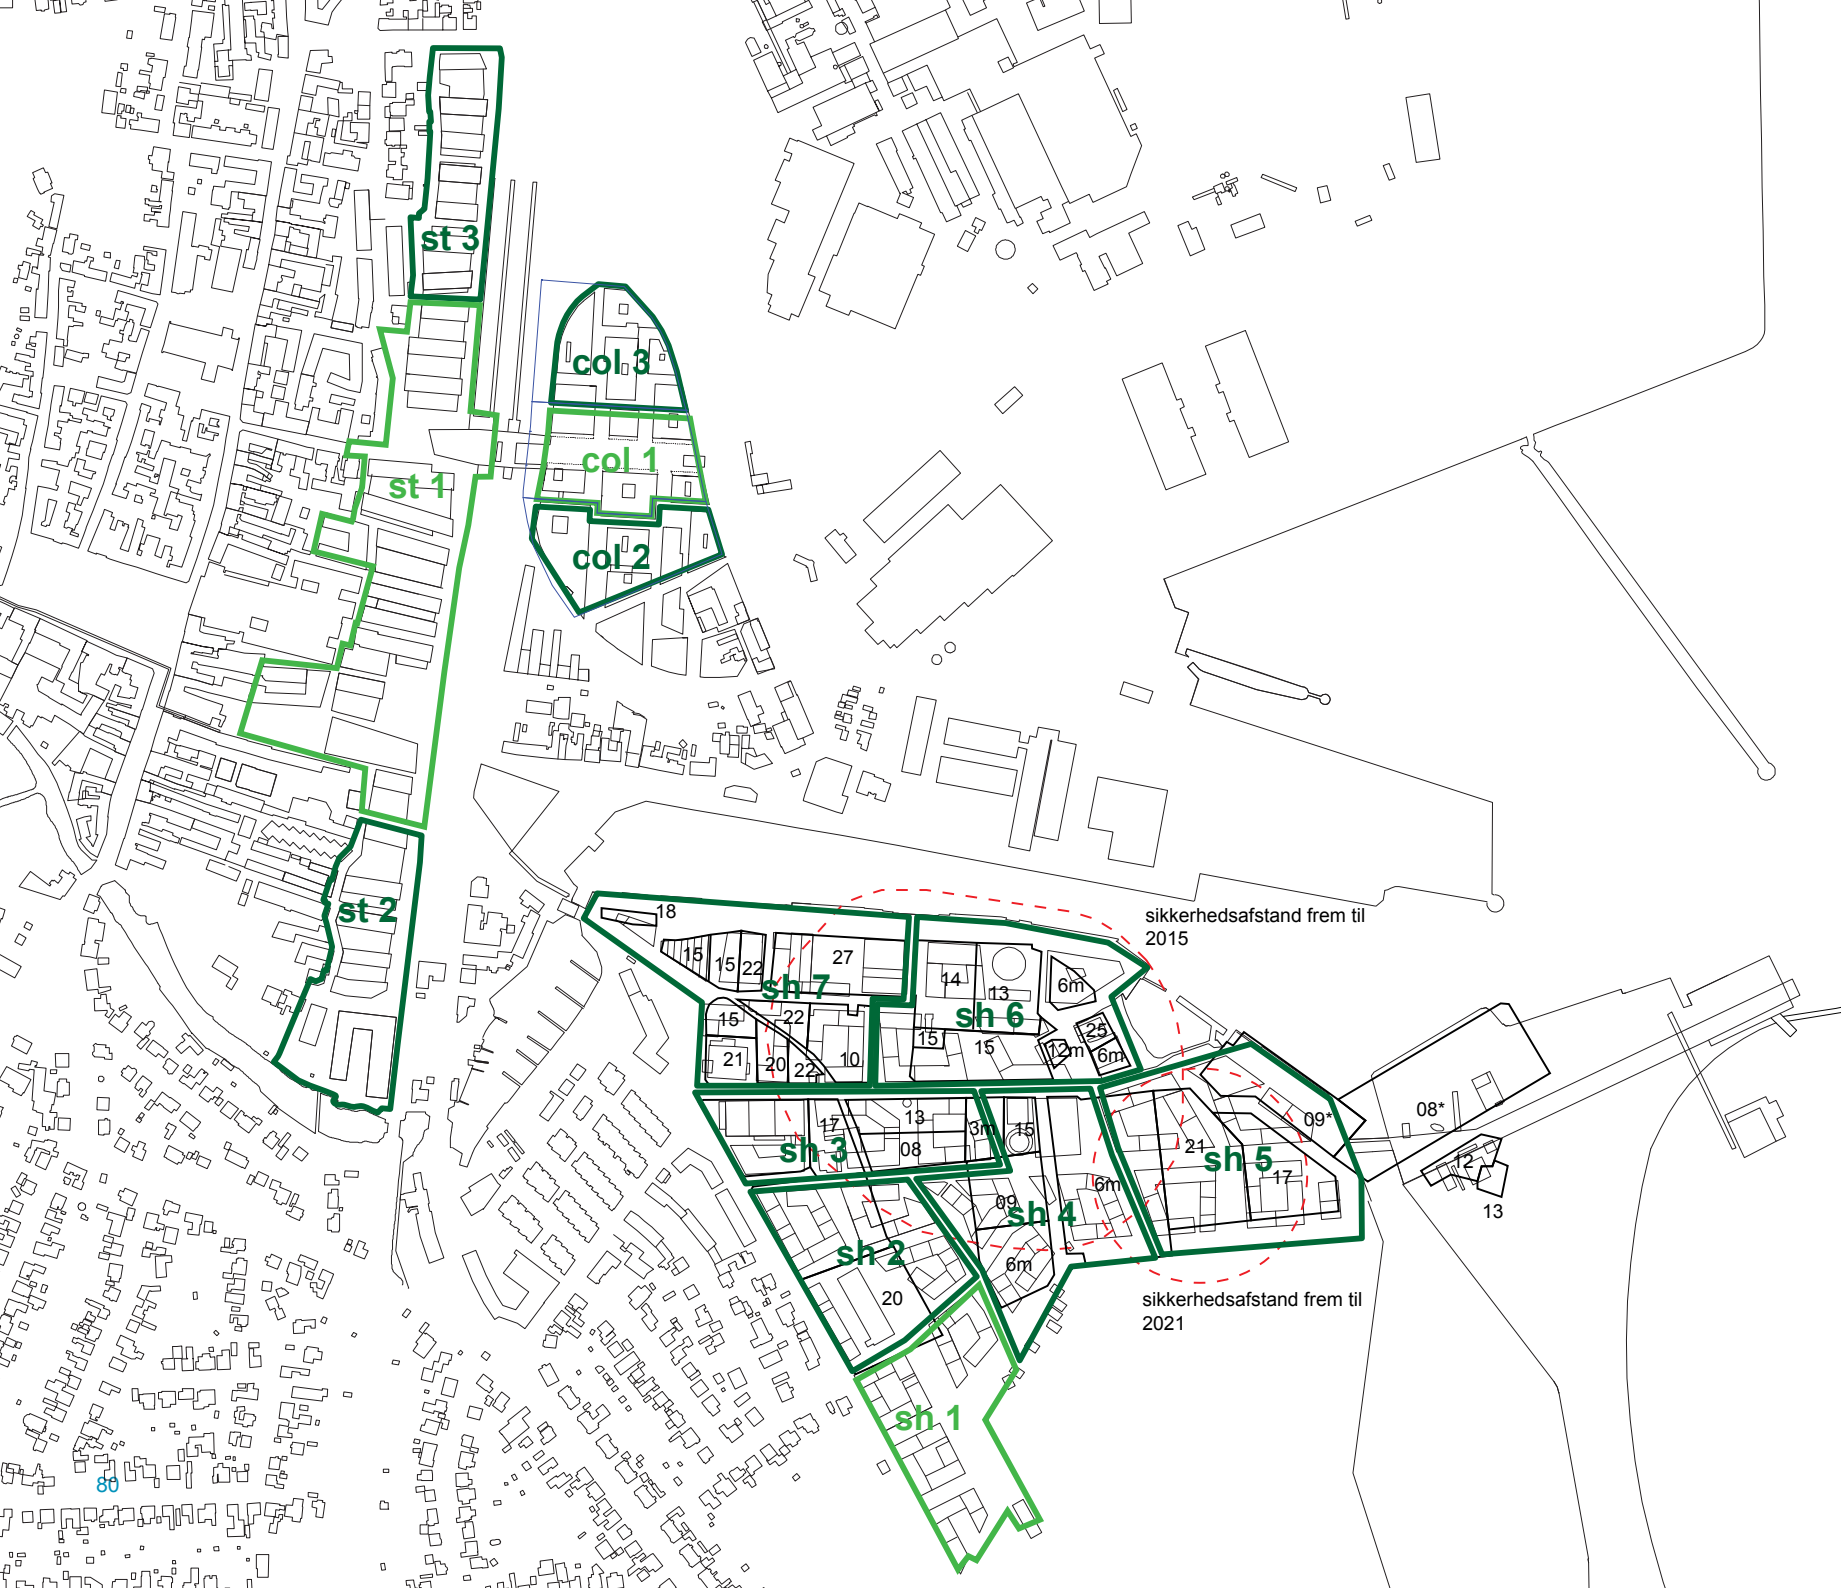 st 3
col 3
col 1
st 1
col 2
st 2
18
sikkerhedsafstand frem til
2015
15
15
22
27
sh 7
14
13
6m
sh 6
15
22
15
15
25
12m
6m
21
20
22
10
17
13
3m
15
08
sh 3
09*
08*
21
sh 5
17
12
13
6m
09
sh 4
sh 2
6m
20
sikkerhedsafstand frem til
2021
sh 1
80